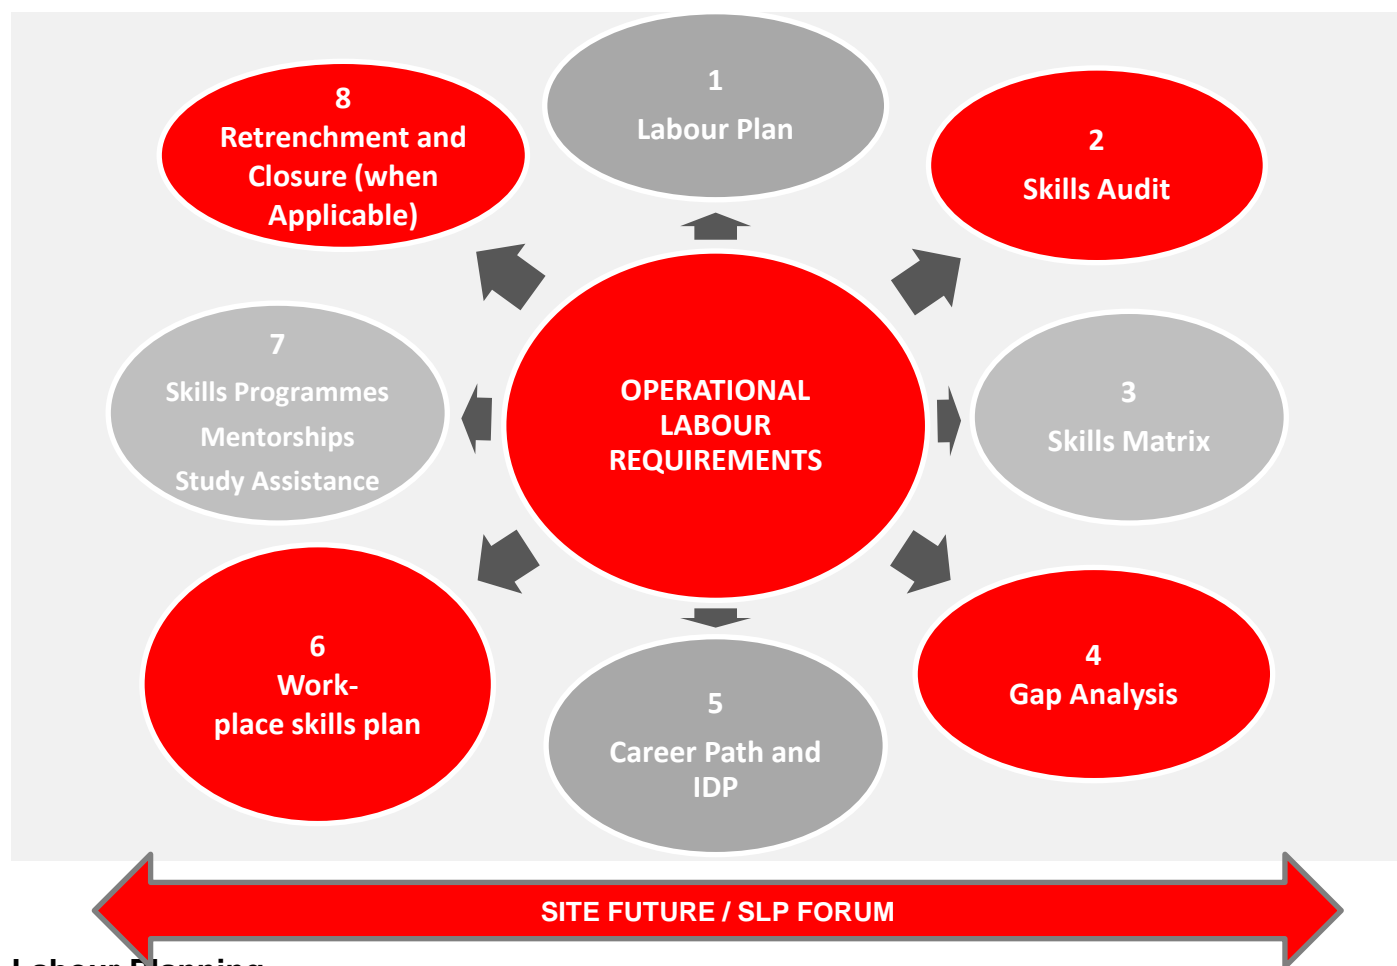 1
Labour Plan
2
Skills Audit
3
Skills Matrix
4
Gap Analysis
5
Career Path and
IDP
6
Work-
place skills plan
7
Skills Programmes
Mentorships
Study Assistance
8
Retrenchment and
Closure (when
Applicable)
OPERATIONAL
LABOUR
REQUIREMENTS
SITE FUTURE / SLP FORUM
Labour Planning